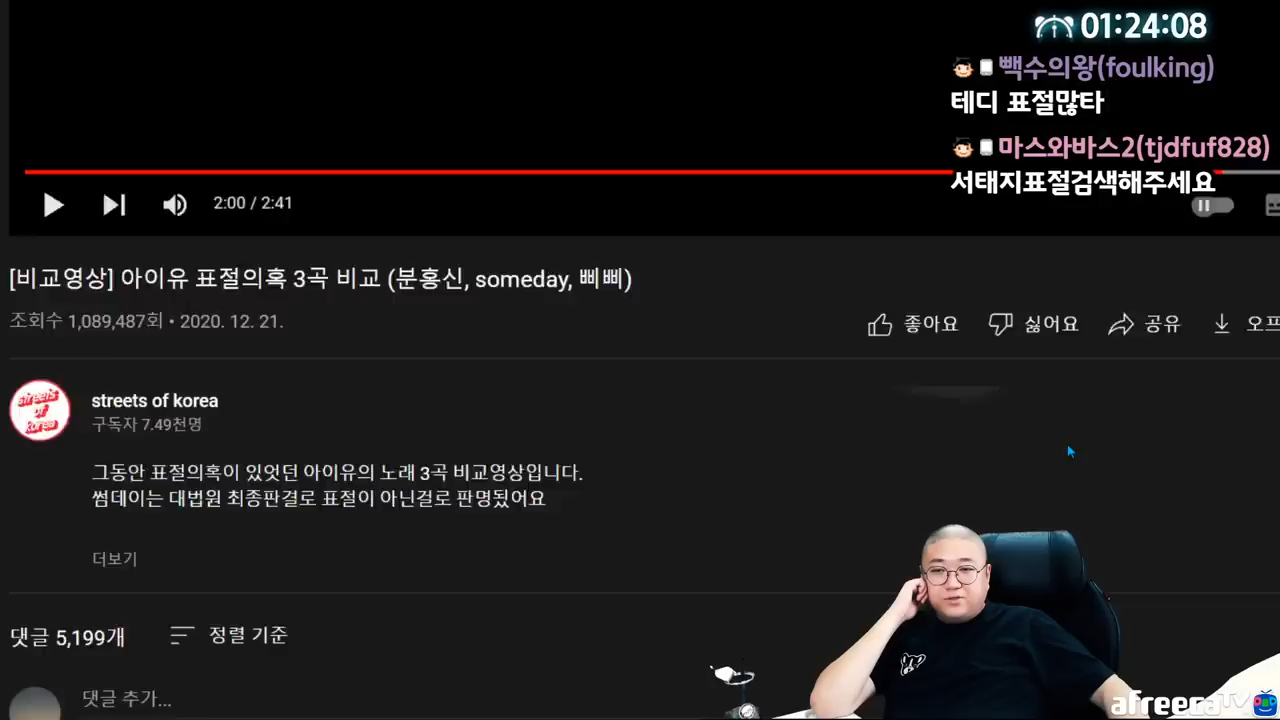 01:24:08
빽수의왕(foulking)
테디 표절많타
마스와바스2(tjdfuf828)
서태지표절검색해주세요
2:00 / 2:41
[비교영상] 아이유 표절의혹 3곡 비교 (분홍신, someday, 삐삐)
조회수 1,089,487회 • 2020. 12. 21.
좋아요 싫어요 공유 오프
streets of korea
streets of korea
구독자 7.49천명
그동안 표절의혹이 있엇던 아이유의 노래 3곡 비교영상입니다.
썸데이는 대법원 최종판결로 표절이 아닌걸로 판명됬어요
더보기
댓글 5,199개 정렬 기준
댓글 추가...
afreecaTV